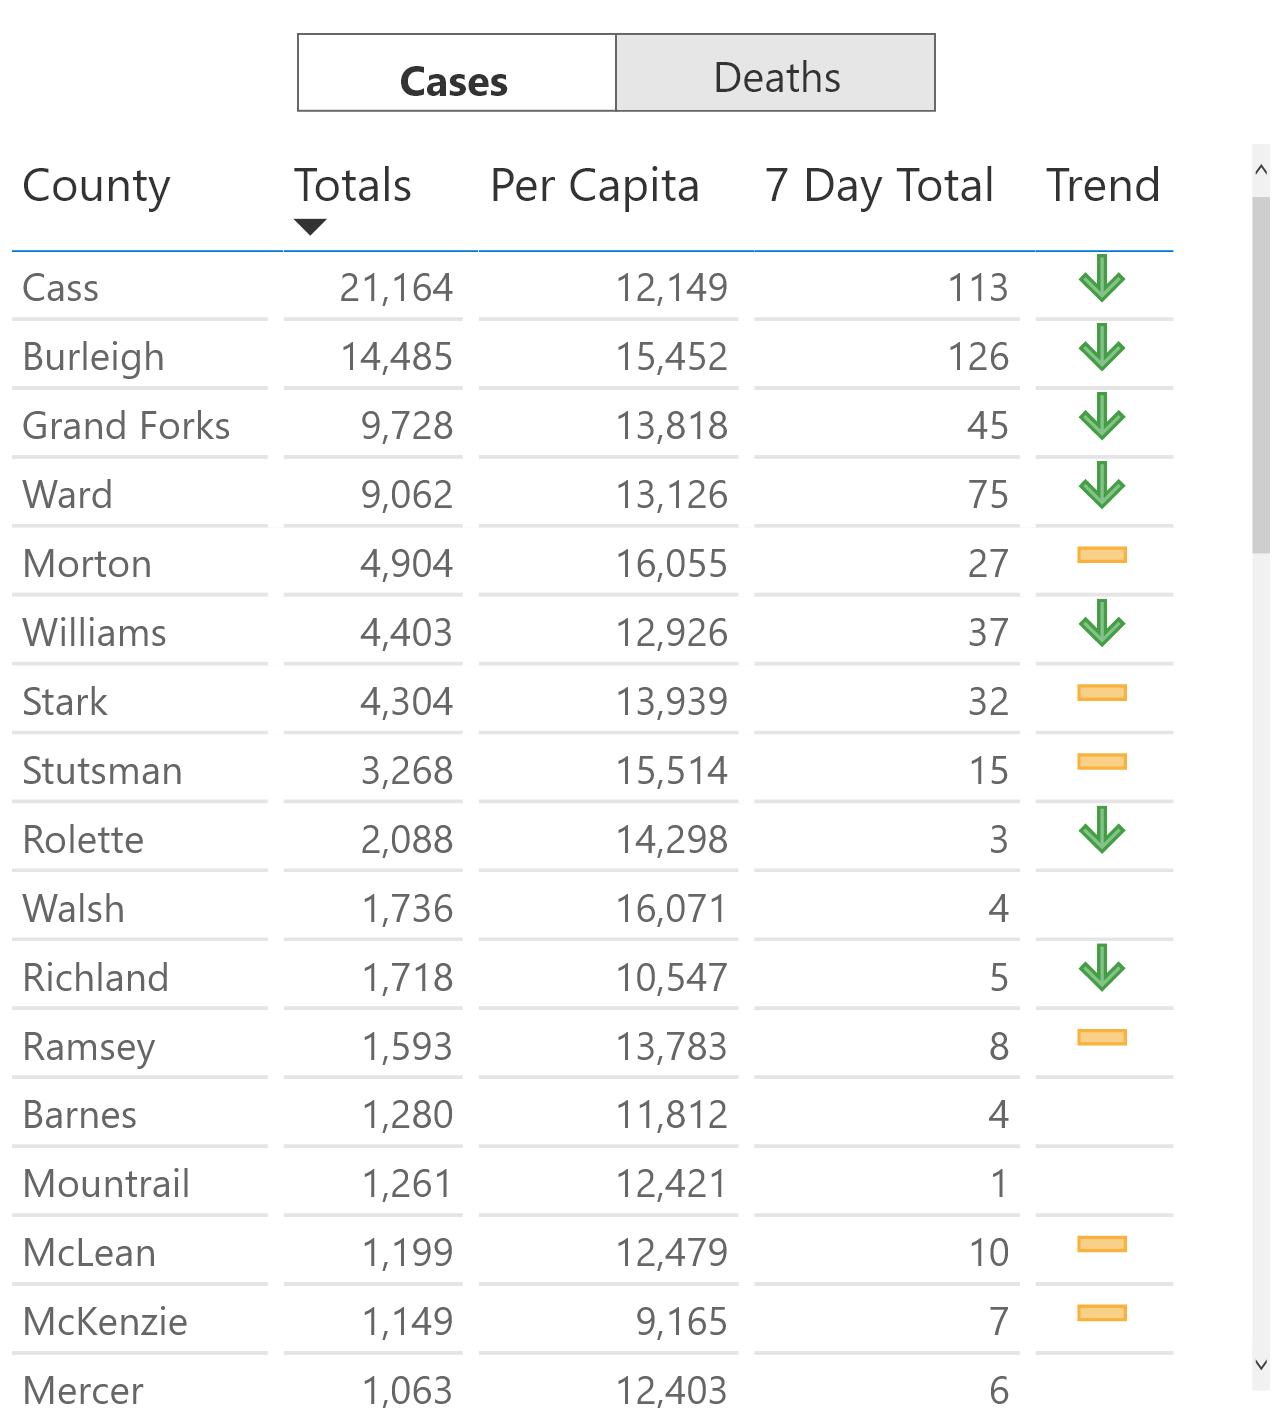 Cases Deaths
County Totals Per Capita 7 Day Total Trend
Cass 21,164 12,149 113
Burleigh 14,485 15,452 126
Grand Forks 9,728 13,818 45
Ward 9,062 13,126 75
Morton 4,904 16,055 27
Williams 4,403 12,926 37
Stark 4,304 13,939 32
Stutsman 3,268 15,514 15
Rolette 2,088 14,298 3
Walsh 1,736 16,071 4
Richland 1,718 10,547 5
Ramsey 1,593 13,783 8
Barnes 1,280 11,812 4
Mountrail 1,261 12,421 1
McLean 1,199 12,479 10
McKenzie 1,149 9,165 7
Mercer 1,063 12,403 6